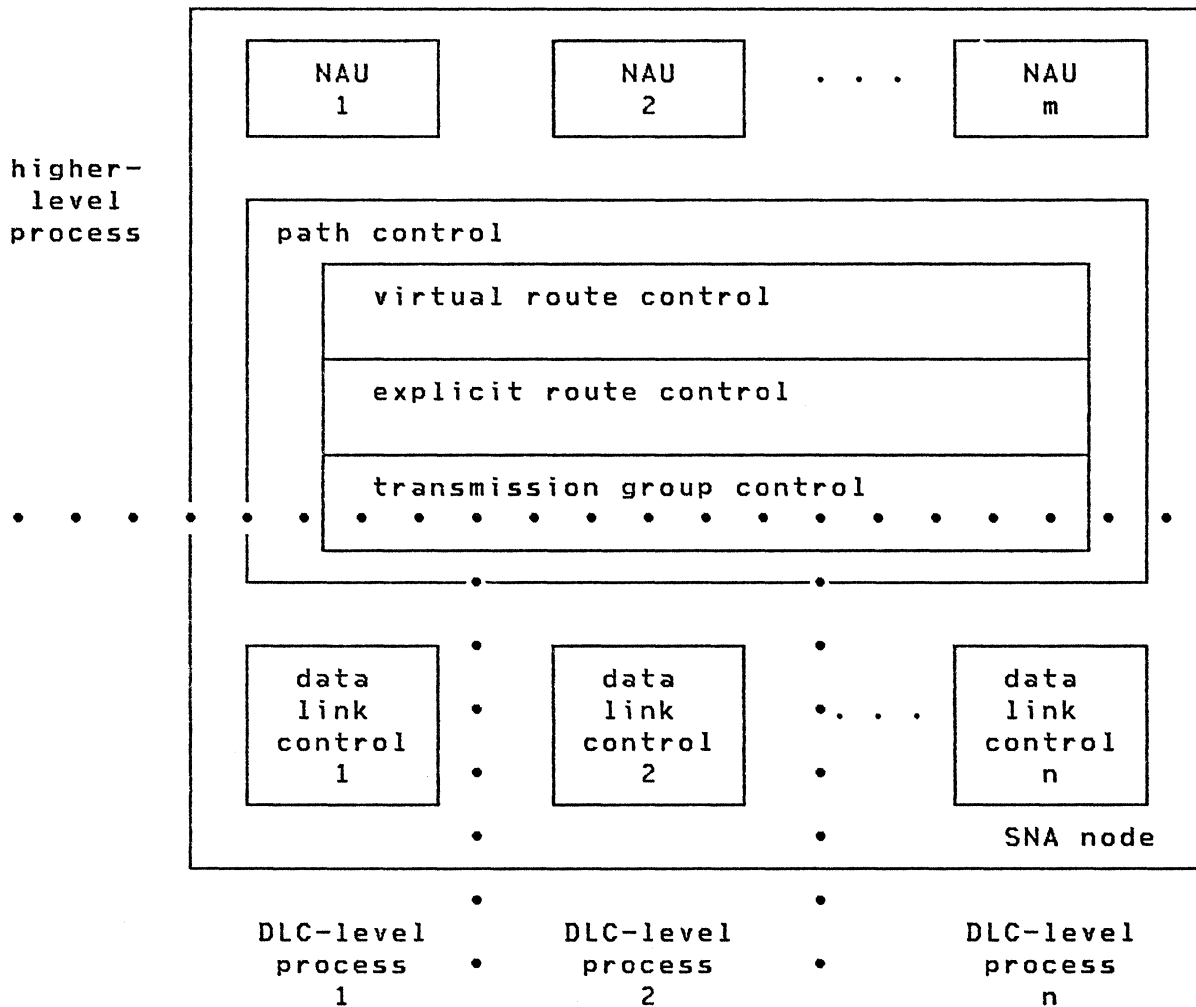 NAU NAU . . . NAU
1 2 m
higher-
level
process
path control
virtual route control
explicit route control
transmission group control
data data data
link link . . . link
control control control
1 2 n
SNA node
DLC-level DLC-level DLC-level
process process process
1 2 n